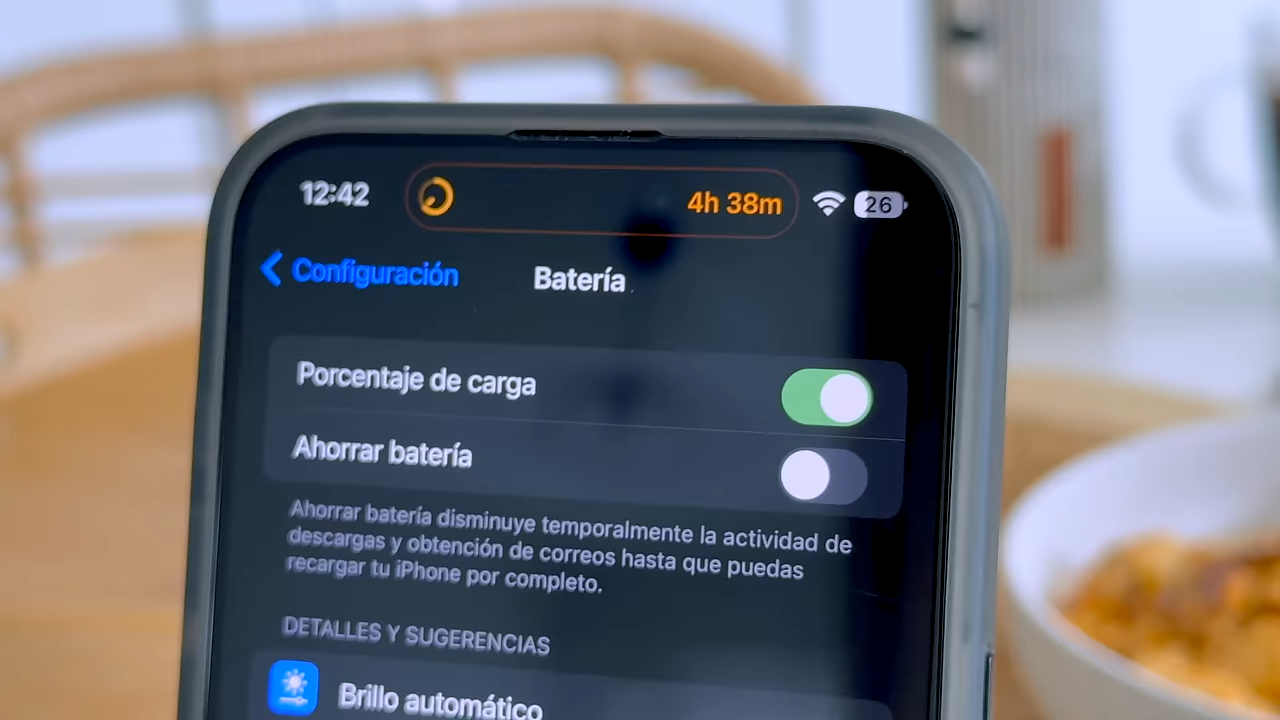 12:42 4h 38m 26
Configuración Batería
Porcentaje de carga
Ahorrar batería
Ahorrar batería disminuye temporalmente la actividad de
descargas y obtención de correos hasta que puedas
recargar tu iPhone por completo.
DETALLES Y SUGERENCIAS
Brillo automático